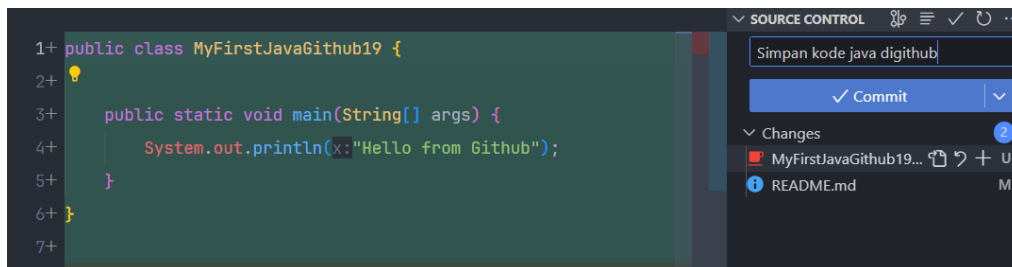 1+ public class MyFirstJavaGithub19 {
2+
3+ public static void main(String[] args) {
4+ System.out.println(x:"Hello from Github");
5+ }
6+ }
7+
SOURCE CONTROL
Simpan kode java digithub
Commit
Changes 2
MyFirstJavaGithub19... U
README.md M